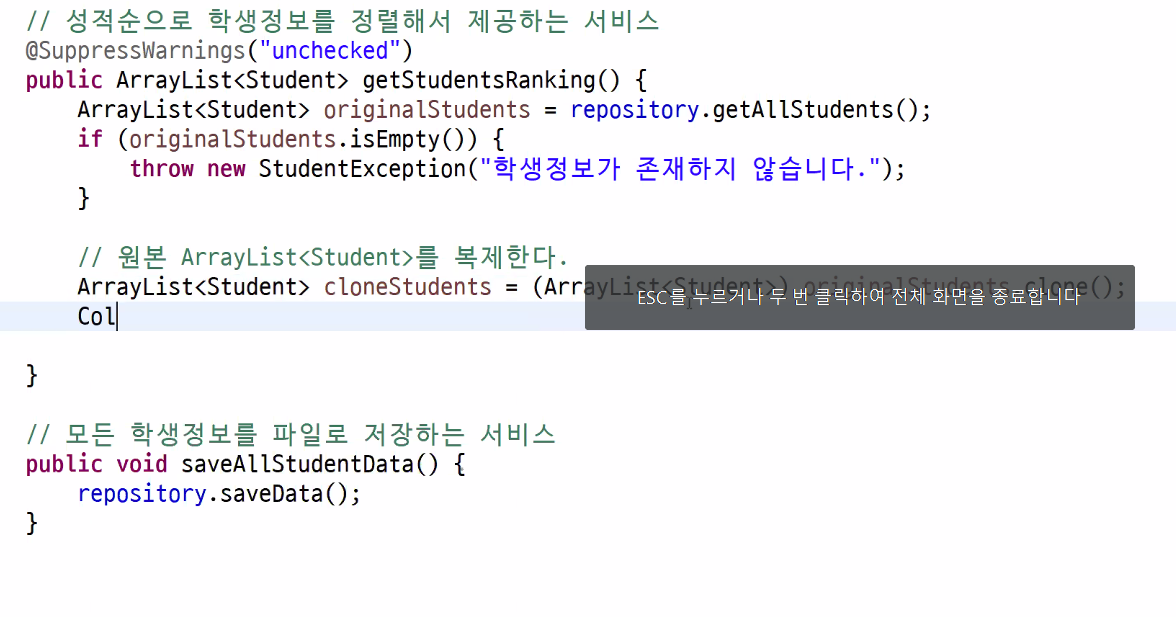 // 성적순으로 학생정보를 정렬해서 제공하는 서비스
@SuppressWarnings("unchecked")
public ArrayList<Student> getStudentsRanking() {
ArrayList<Student> originalStudents = repository.getAllStudents();
if (originalStudents.isEmpty()) {
throw new StudentException("학생정보가 존재하지 않습니다.");
}
// 원본 ArrayList<Student>를 복제한다.
ArrayList<Student> cloneStudents = (ArrayList<Student>) originalStudents.clone();
ESC를 누르거나 두 번 클릭하여 전체 화면을 종료합니다
Col
}
// 모든 학생정보를 파일로 저장하는 서비스
public void saveAllStudentData() {
repository.saveData();
}